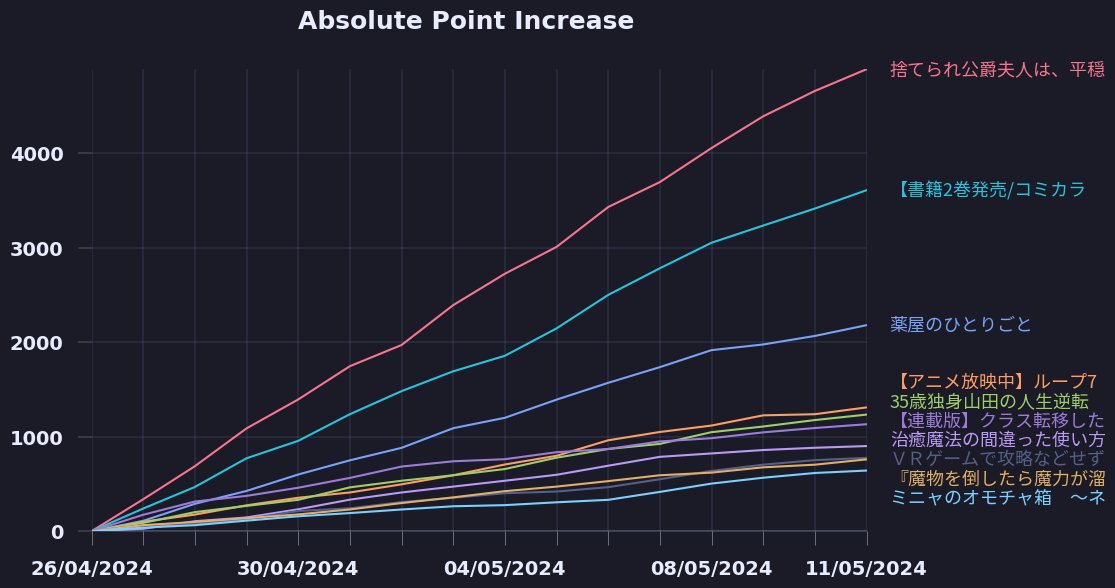 Absolute Point Increase
捨てられ公爵夫人は、平穏
4000
【書籍2巻発売/コミカラ
3000
薬屋のひとりごと
2000
【アニメ放映中】ループ7
35歳独身山田の人生逆転
【連載版】クラス転移した
1000
治癒魔法の間違った使い方
ＶＲゲームで攻略などせず
『魔物を倒したら魔力が溜
ミニャのオモチャ箱　～ネ
0
26/04/2024 30/04/2024 04/05/2024 08/05/2024 11/05/2024